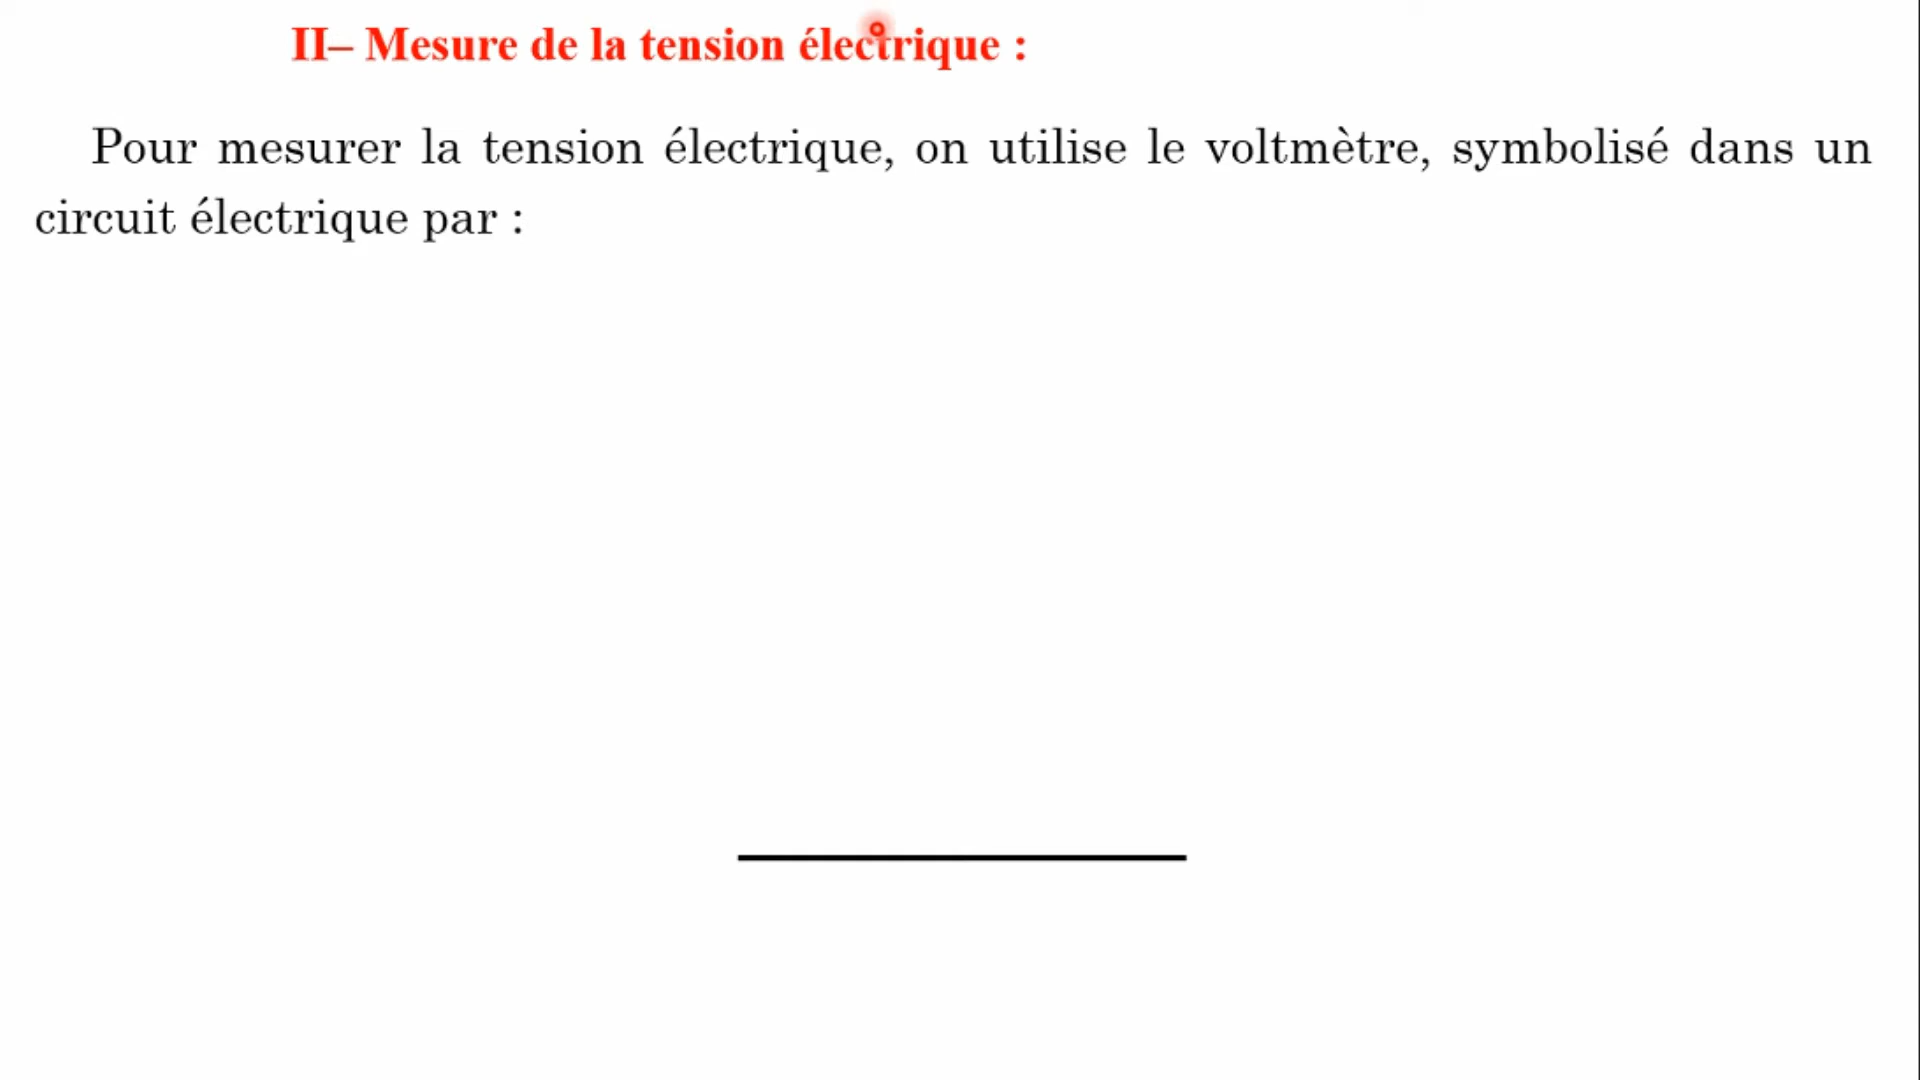 II– Mesure de la tension électrique :
Pour mesurer la tension électrique, on utilise le voltmètre, symbolisé dans un
circuit électrique par :